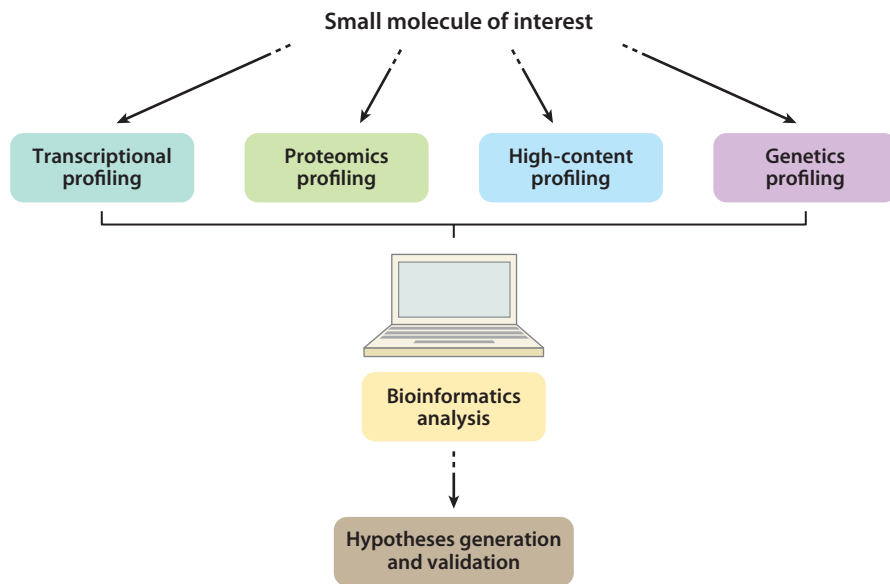 Small molecule of interest
Transcriptional
profiling
Proteomics
profiling
High-content
profiling
Genetics
profiling
Bioinformatics
analysis
Hypotheses generation
and validation